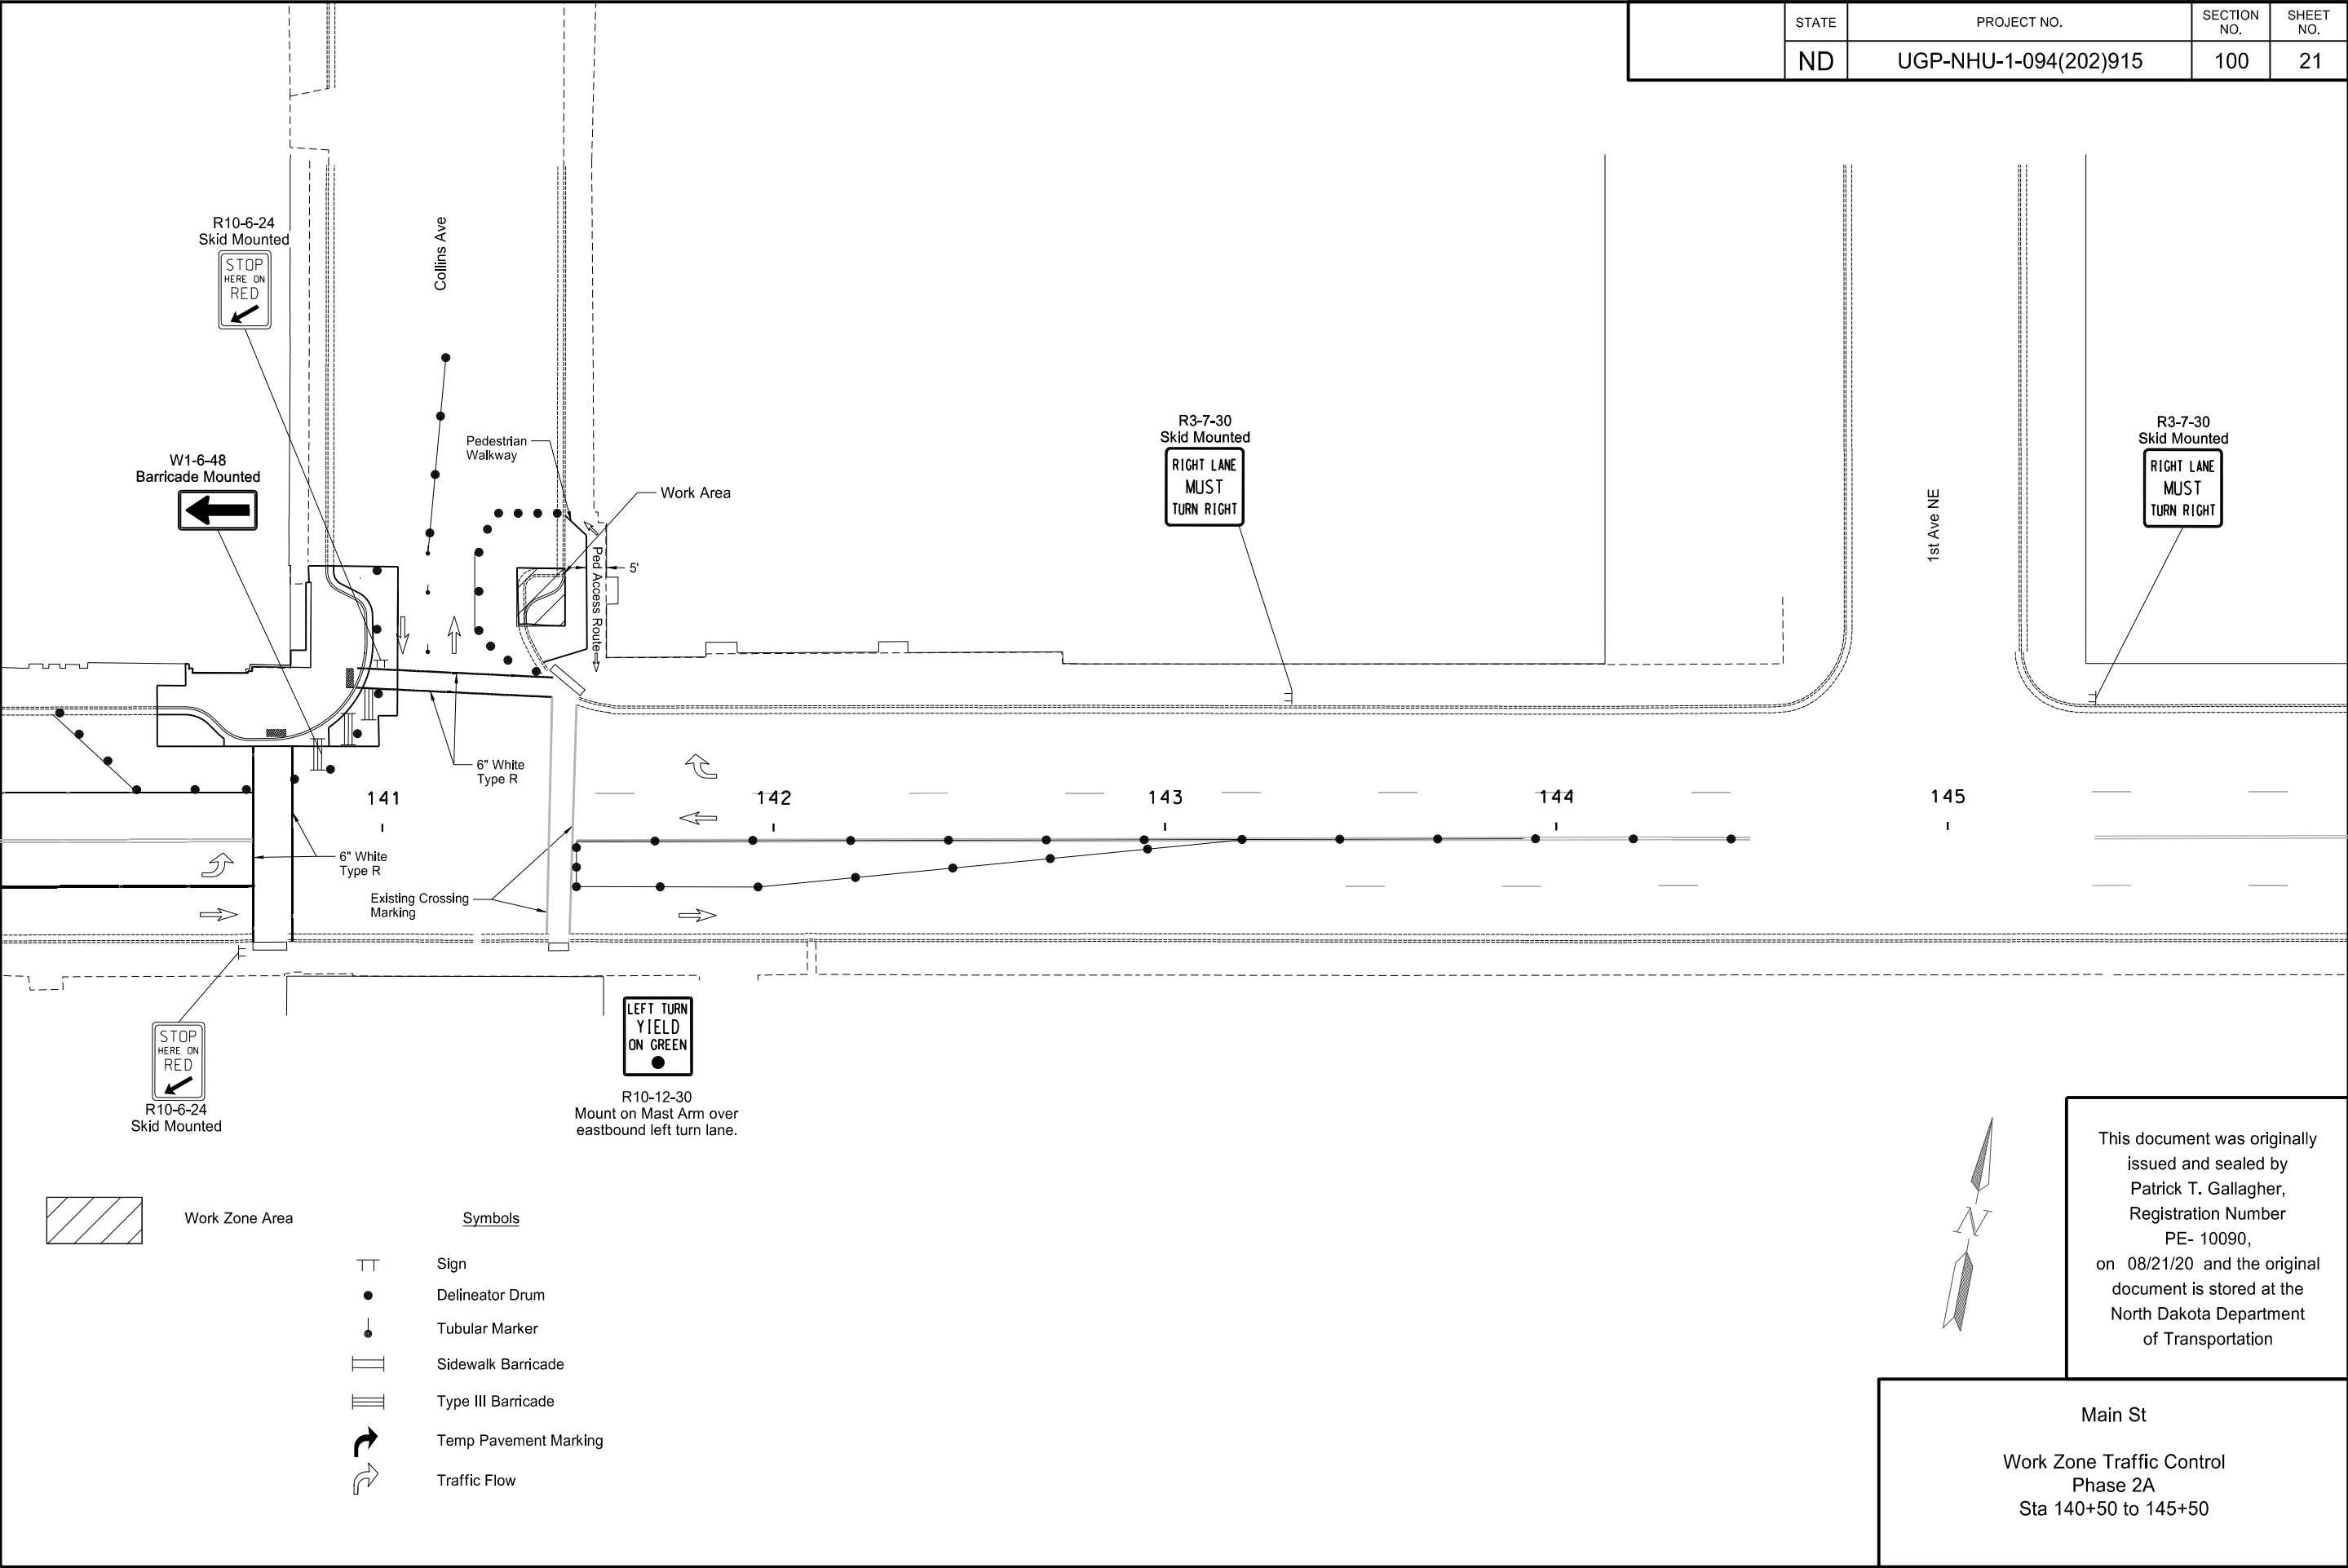 STATE
PROJECT NO.
SECTION
NO.
SHEET
NO.
ND
UGP-NHU-1-094(202)915
100
21
R10-6-24
Skid Mounted
STOP
HERE ON
RED
Collins Ave
W1-6-48
Barricade Mounted
Pedestrian
Walkway
Work Area
Ped Access Route
5'
R3-7-30
Skid Mounted
RIGHT LANE
MUST
TURN RIGHT
1st Ave NE
R3-7-30
Skid Mounted
RIGHT LANE
MUST
TURN RIGHT
6" White
Type R
141
142
143
144
145
6" White
Type R
Existing Crossing
Marking
STOP
HERE ON
RED
R10-6-24
Skid Mounted
LEFT TURN
YIELD
ON GREEN
R10-12-30
Mount on Mast Arm over
eastbound left turn lane.
Work Zone Area
Symbols
Sign
Delineator Drum
Tubular Marker
Sidewalk Barricade
Type III Barricade
Temp Pavement Marking
Traffic Flow
N
This document was originally
issued and sealed by
Patrick T. Gallagher,
Registration Number
PE- 10090,
on 08/21/20 and the original
document is stored at the
North Dakota Department
of Transportation
Main St
Work Zone Traffic Control
Phase 2A
Sta 140+50 to 145+50